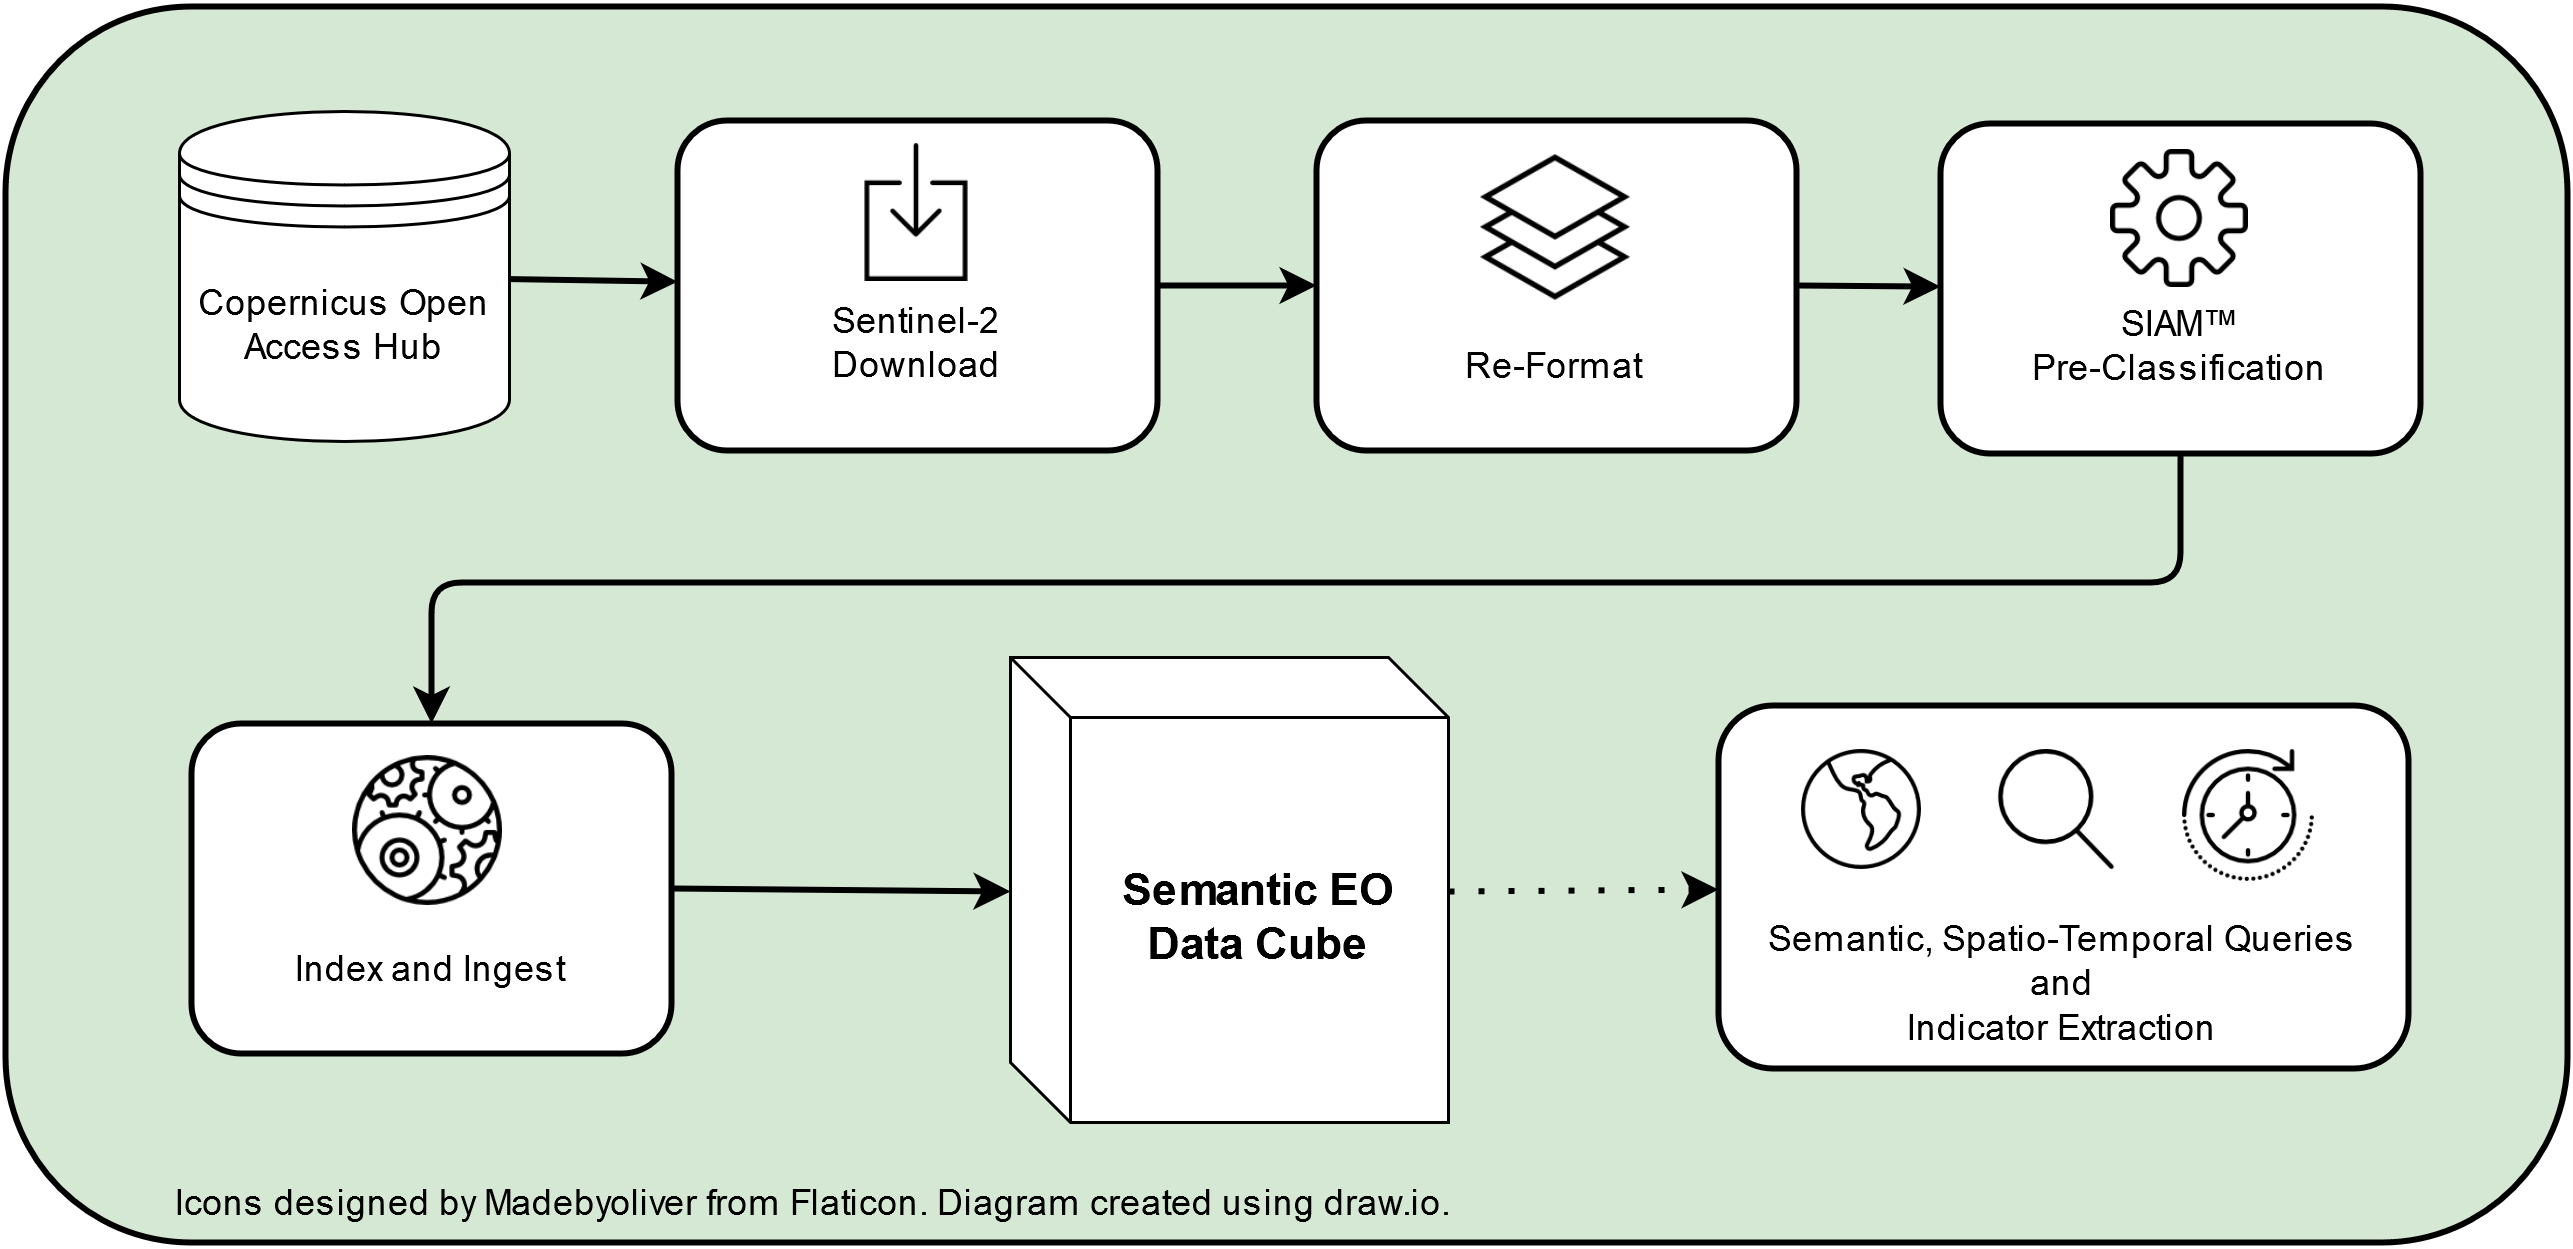 Copernicus Open
Access Hub
Sentinel-2
Download
Re-Format
SIAM™
Pre-Classification
Index and Ingest
Semantic EO
Data Cube
Semantic, Spatio-Temporal Queries
and
Indicator Extraction
Icons designed by Madebyoliver from Flaticon. Diagram created using draw.io.